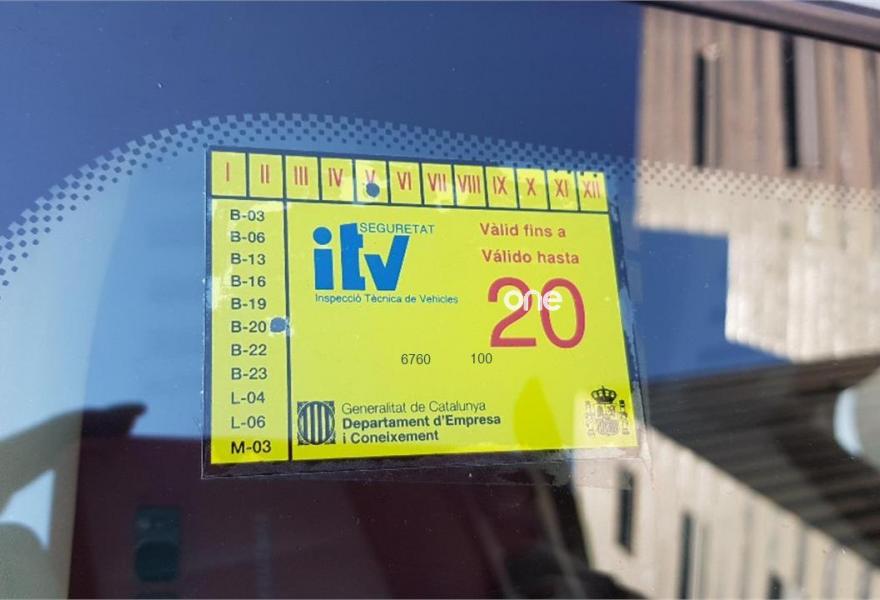 I II III IV V VI VII VIII IX X XI XII
B-03
B-06
B-13
B-16
B-19
B-20
B-22
B-23
L-04
L-06
M-03
SEGURETAT
itv
Inspecció Tècnica de Vehicles
Vàlid fins a
Válido hasta
20
one
6760 100
Generalitat de Catalunya
Departament d'Empresa
i Coneixement